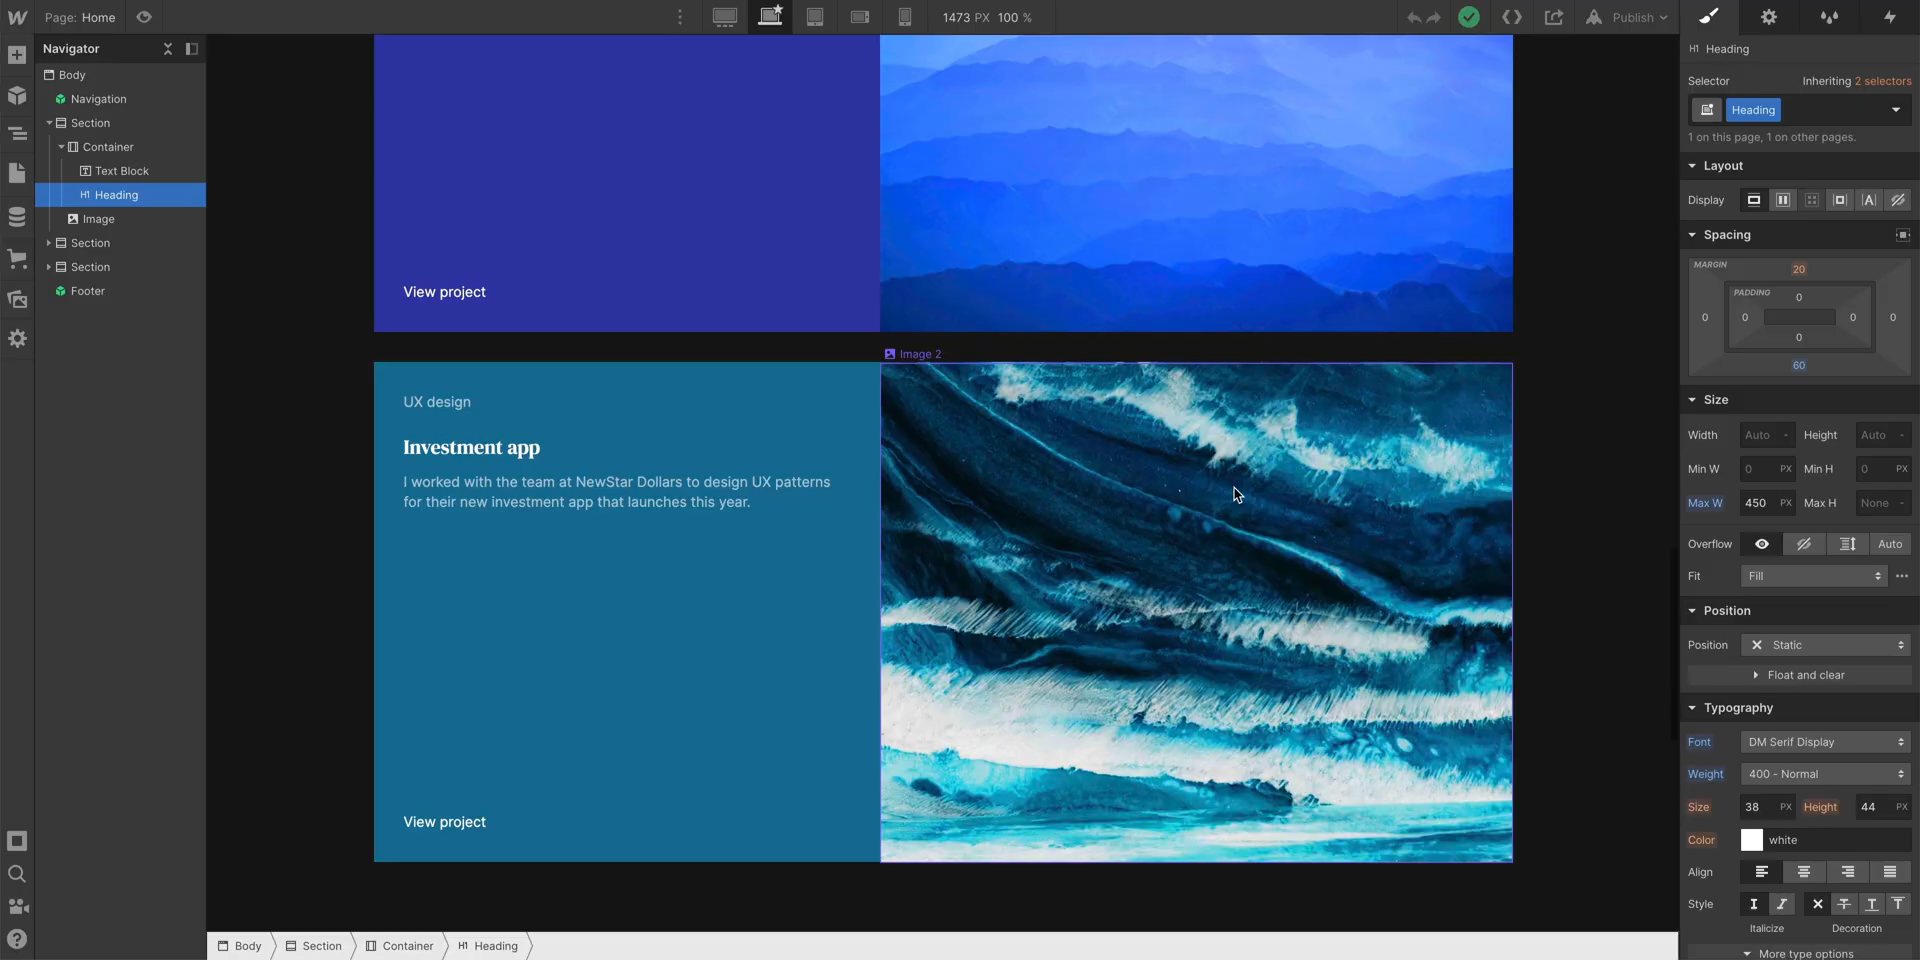 Page: Home
1473 PX 100 %
Publish
Navigator
Body
Navigation
Section
Container
Text Block
H1 Heading
Image
Section
Section
Footer
View project
Image 2
UX design
Investment app
I worked with the team at NewStar Dollars to design UX patterns
for their new investment app that launches this year.
View project
Body
Section
Container
H1 Heading
H1 Heading
Selector
Inheriting 2 selectors
Heading
1 on this page, 1 on other pages.
Layout
Display
Spacing
MARGIN
20
PADDING
0
0 0 0 0
0
60
Size
Width Auto - Height Auto -
Min W 0 PX Min H 0 PX
Max W 450 PX Max H None -
Overflow Auto
Fit Fill
Position
Position Static
Float and clear
Typography
Font DM Serif Display
Weight 400 - Normal
Size 38 PX Height 44 PX
Color white
Align
Style
Italicize Decoration
More type options